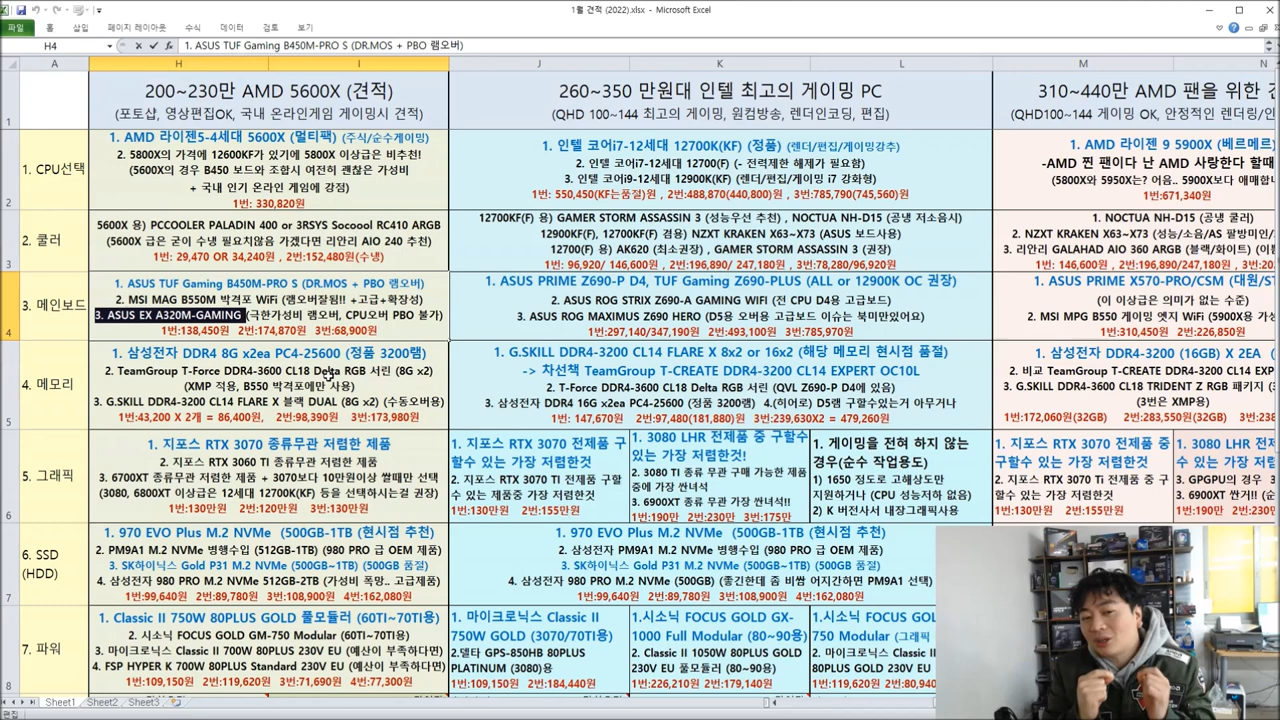 1월 견적 (2022).xlsx - Microsoft Excel
파일 홈 삽입 페이지 레이아웃 수식 데이터 검토 보기
H4 1. ASUS TUF Gaming B450M-PRO S (DR.MOS + PBO 램오버)
A H I J K L M N
1
200~230만 AMD 5600X (견적)
(포토샵, 영상편집OK, 국내 온라인게임 게이밍시 견적)
260~350 만원대 인텔 최고의 게이밍 PC
(QHD 100~144 최고의 게이밍, 원컴방송, 렌더인코딩, 편집)
310~440만 AMD 팬을 위한
(QHD100~144 게이밍 OK, 안정적인 렌더링/인
2
1. CPU선택
1. AMD 라이젠5-4세대 5600X (멀티팩) (주식/순수게이밍)
2. 5800X의 가격에 12600KF가 있기에 5800X 이상급은 비추천!
(5600X의 경우 B450 보드와 조합시 여전히 괜찮은 가성비
+ 국내 인기 온라인 게임에 강점)
1번: 330,820원
1. 인텔 코어i7-12세대 12700K(KF) (정품) (렌더/편집/게이밍강추)
2. 인텔 코어i7-12세대 12700(F) (- 전력제한 해제가 필요함)
3. 인텔 코어i9-12세대 12900K(F) (렌더/편집/게이밍 i7 강화형)
1번: 550,450(KF는품절)원 2번:488,870(440,800)원 3번:785,790(745,560)원
1. AMD 라이젠 9 5900X (베르메르)
-AMD 찐 팬이다 난 AMD 사랑한다 할때
(5800X와 5950X는? 어음.. 5900X보다 애매합
1번:671,340원
3
2. 쿨러
5600X 용) PCCOOLER PALADIN 400 or 3RSYS Socoool RC410 ARGB
(5600X 급은 굳이 수냉 필요치않음 가겠다면 리안리 AIO 240 추천)
1번: 29,470 OR 34,240원 , 2번:152,480원(수냉)
12700KF(F) 용) GAMER STORM ASSASSIN 3 (성능우선 추천) , NOCTUA NH-D15 (공냉 저소음시)
12900KF(F), 12700KF(F) 겸용) NZXT KRAKEN X63~X73 (ASUS 보드사용)
12700(F) 용) AK620 (최소권장) , GAMER STORM ASSASSIN 3 (권장)
1번: 96,920/ 146,600원 , 2번:196,890/ 247,180원 , 3번:78,280/96,920원
1. NOCTUA NH-D15 (공냉 쿨러)
2. NZXT KRAKEN X63~X73 (성능/소음/AS 팔방미인/
3. 리안리 GALAHAD AIO 360 ARGB (블랙/화이트) (이
1번: 146,600원 , 2번:196,890/ 247,180원, 3번:20
4
3. 메인보드
1. ASUS TUF Gaming B450M-PRO S (DR.MOS + PBO 램오버)
2. MSI MAG B550M 박격포 WiFi (램오버잘됨!! +고급+확장성)
3. ASUS EX A320M-GAMING (극한가성비 램오버, CPU오버 PBO 불가)
1번:138,450원 2번:174,870원 3번:68,900원
1. ASUS PRIME Z690-P D4, TUF Gaming Z690-PLUS (ALL or 12900K OC 권장)
2. ASUS ROG STRIX Z690-A GAMING WIFI (전 CPU D4용 고급보드)
3. ASUS ROG MAXIMUS Z690 HERO (D5용 오버용 고급보드 이슈는 북미만있어요)
1번:297,140/347,190원 2번:493,100원 3번:785,970원
1. ASUS PRIME X570-PRO/CSM (대원/S
(이 이상급은 의미가 없는 수준)
2. MSI MPG B550 게이밍 엣지 WiFi (5900X용 가
1번:310,450원 2번:226,850원
5
4. 메모리
1. 삼성전자 DDR4 8G x2ea PC4-25600 (정품 3200램)
2. TeamGroup T-Force DDR4-3600 CL18 Delta RGB 서린 (8G x2)
(XMP 적용, B550 박격포에만 사용)
3. G.SKILL DDR4-3200 CL14 FLARE X 블랙 DUAL (8G x2) (수동오버용)
1번:43,200 X 2개 = 86,400원, 2번:98,390원 3번:173,980원
1. G.SKILL DDR4-3200 CL14 FLARE X 8x2 or 16x2 (해당 메모리 현시점 품절)
-> 차선책 TeamGroup T-CREATE DDR4-3200 CL14 EXPERT OC10L
2. T-Force DDR4-3600 CL18 Delta RGB 서린 (QVL Z690-P D4에 있음)
3. 삼성전자 DDR4 16G x2ea PC4-25600 (정품 3200램) 4.(히어로) D5램 구할수있는거 아무거나
1번: 147,670원 2번:97,480(181,880)원 3번:239,630X2 = 479,260원
1. 삼성전자 DDR4-3200 (16GB) X 2EA
2. 비교 TeamGroup T-CREATE DDR4-3200 CL14 EX
3. G.SKILL DDR4-3600 CL18 TRIDENT Z RGB 패키지 (3
(3번은 XMP용)
1번:172,060원(32GB) 2번:283,550원(32GB) 3번:238
6
5. 그래픽
1. 지포스 RTX 3070 종류무관 저렴한 제품
2. 지포스 RTX 3060 TI 종류무관 저렴한 제품
3. 6700XT 종류무관 저렴한 제품 + 3070보다 10만원이상 쌀때만 선택
(3080, 6800XT 이상급은 12세대 12700K(KF) 등을 선택하시는걸 권장)
1번:130만원 2번:120만원 3번:130만원
1. 지포스 RTX 3070 전제품 구
할수 있는 가장 저렴한것
2. 지포스 RTX 3070 TI 전제품 구할
수 있는 제품중 가장 저렴한것
1번:130만원 2번:155만원
1. 3080 LHR 전제품 중 구할수
있는 가장 저렴한것!
2. 3080 TI 종류 무관 구매 가능한 제품
중에 가장 싼녀석
3. 6900XT 종류 무관 가장 싼녀석!!
1번:190만 2번:230만 3번:175만
1. 게이밍을 전혀 하지 않는
경우(순수 작업용도)
1) 1650 정도로 고해상도만
지원하거나 (CPU 성능저하 없음)
2) K 버전사서 내장그래픽사용
1. 지포스 RTX 3070 전제품 중
구할수 있는 가장 저렴한것
2. 지포스 RTX 3070 Ti 전제품 구할
수 있는 가장 저렴한것
1번:130만원 2번:155만원
1. 3080 LHR
있는 가장 저렴
2. GPGPU의 경우 3
3. 6900XT 싼거!! (순
1번:190만 2번:230만
7
6. SSD
(HDD)
1. 970 EVO Plus M.2 NVMe (500GB-1TB) (현시점 추천)
2. PM9A1 M.2 NVMe 병행수입 (512GB-1TB) (980 PRO 급 OEM 제품)
3. SK하이닉스 Gold P31 M.2 NVMe (500GB~1TB) (500GB 품절)
4. 삼성전자 980 PRO M.2 NVMe 512GB-2TB (가성비 폭망.. 고급제품)
1번:99,640원 2번:89,780원 3번:108,900원 4번:162,080원
1. 970 EVO Plus M.2 NVMe (500GB-1TB) (현시점 추천)
2. 삼성전자 PM9A1 M.2 NVMe (500GB~1TB)
3. SK하이닉스 Gold P31 M.2 NVMe (500GB~1TB) (500GB 품절)
4. 삼성전자 980 PRO M.2 NVMe (500GB) (좋긴한데 좀 비쌈 어지간하면 PM9A1 선택)
1번:99,640원 2번:89,780원 3번:108,900원 4번:162,080원
8
7. 파워
1. Classic II 750W 80PLUS GOLD 풀모듈러 (60TI~70TI용)
2. 시소닉 FOCUS GOLD GM-750 Modular (60TI~70TI용)
3. 마이크로닉스 Classic II 700W 80PLUS 230V EU (예산이 부족하다면)
4. FSP HYPER K 700W 80PLUS Standard 230V EU (예산이 부족하다면)
1번:109,150원 2번:119,620원 3번:71,690원 4번:77,300원
1. 마이크로닉스 Classic II
750W GOLD (3070/70TI용)
2.델타 GPS-850HB 80PLUS
PLATINUM (3080)용
1번:109,150원 2번:184,440원
1.시소닉 FOCUS GOLD GX-
1000 Full Modular (80~90용)
2. Classic II 1050W 80PLUS GOLD
230V EU 풀모듈러 (80~90용)
1번:226,210원 2번:179,140원
1.시소닉 FOCUS GOLD
750 Modular (그래픽
2. 마이크로닉스 Classic II
80PLUS GOLD 230V EU
1번:119,620원 2번:80,940
Sheet1 Sheet2 Sheet3
편집